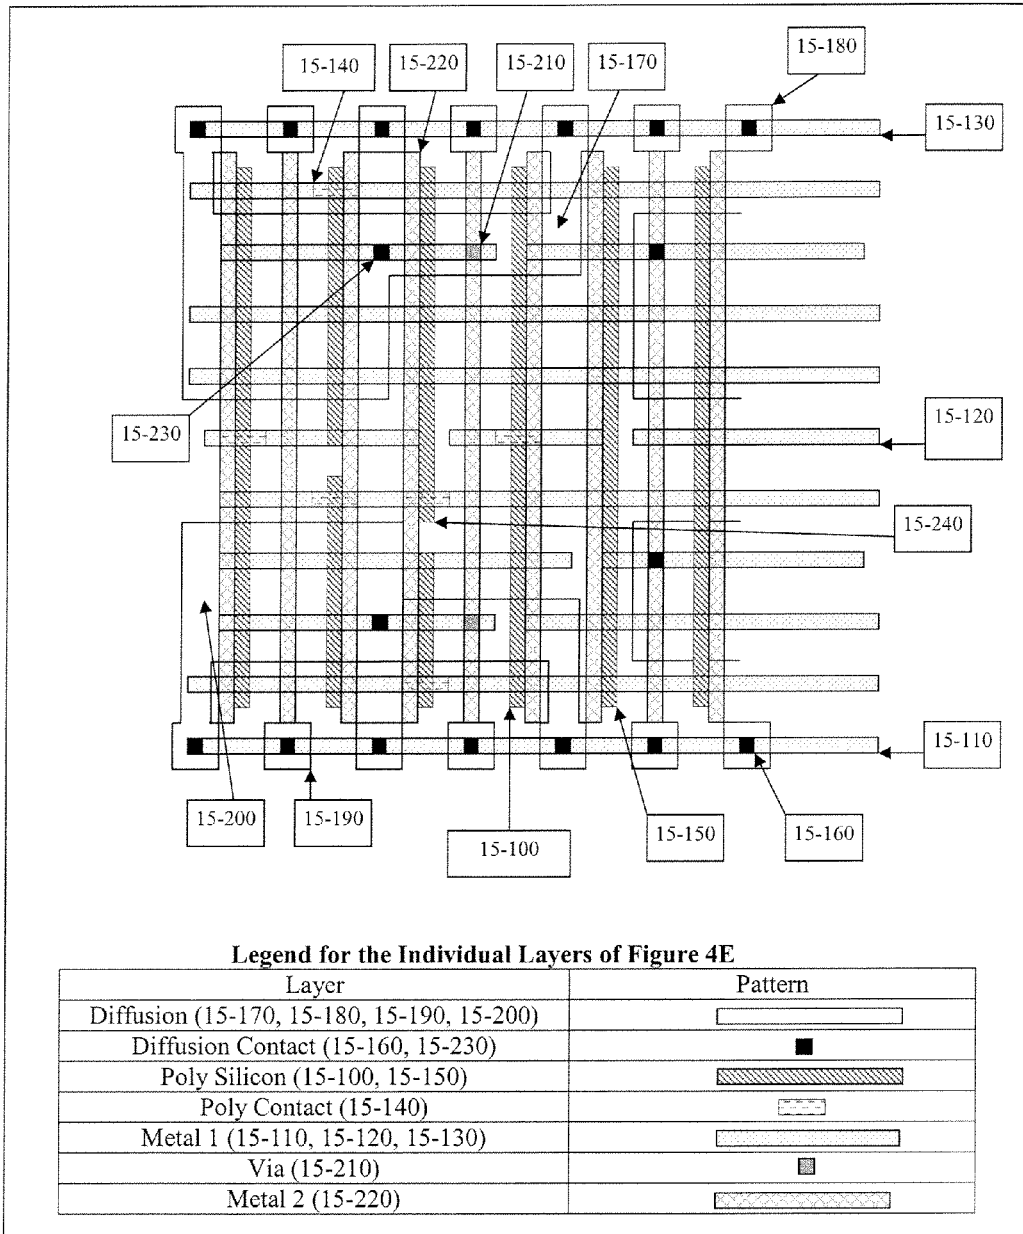 15-180
15-140
15-220
15-210
15-170
15-130
15-230
15-120
15-240
15-110
15-200
15-190
15-100
15-150
15-160
Legend for the Individual Layers of Figure 4E
Layer Pattern
Diffusion (15-170, 15-180, 15-190, 15-200)
Diffusion Contact (15-160, 15-230)
Poly Silicon (15-100, 15-150)
Poly Contact (15-140)
Metal 1 (15-110, 15-120, 15-130)
Via (15-210)
Metal 2 (15-220)